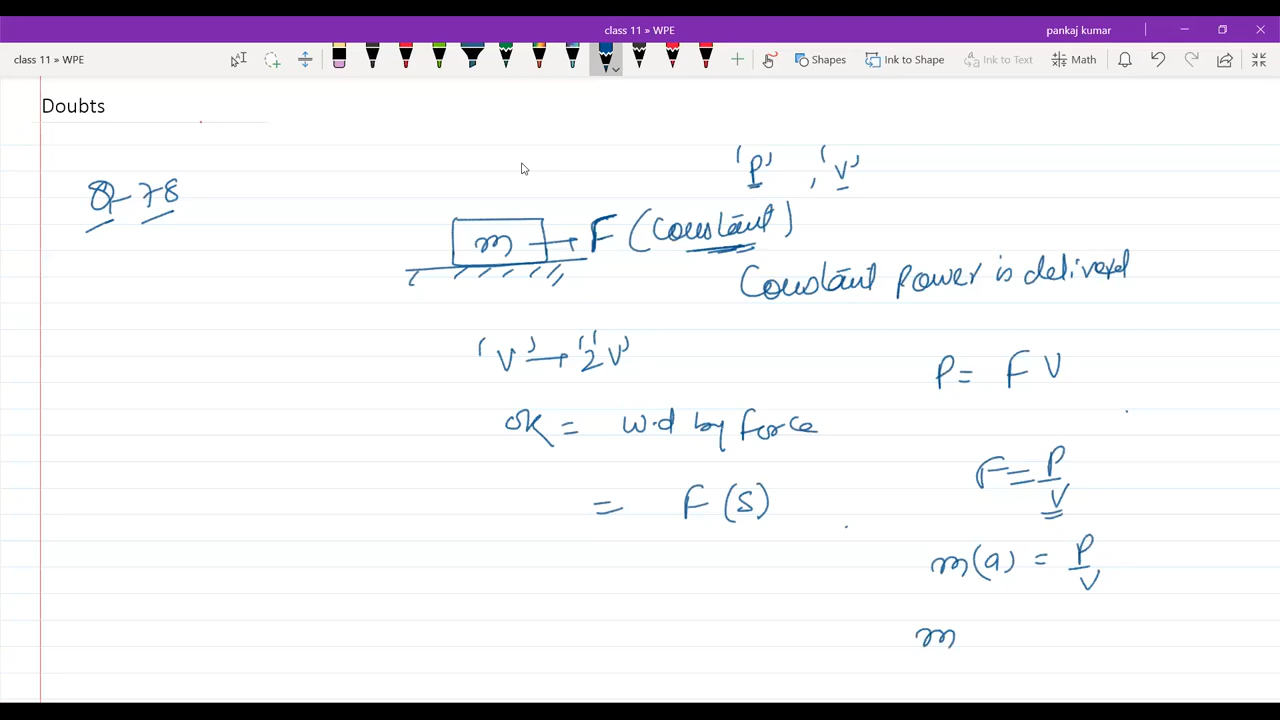 class 11 » WPE
pankaj kumar
class 11 » WPE
Shapes
Ink to Shape
Ink to Text
Math
Doubts
Q-78
'P' , 'V'
m → F (Constant)
Constant power is delivered
'V' → '2V'
P = FV
= w.d by force
F = P/V
= F(S)
m(a) = P/V
m